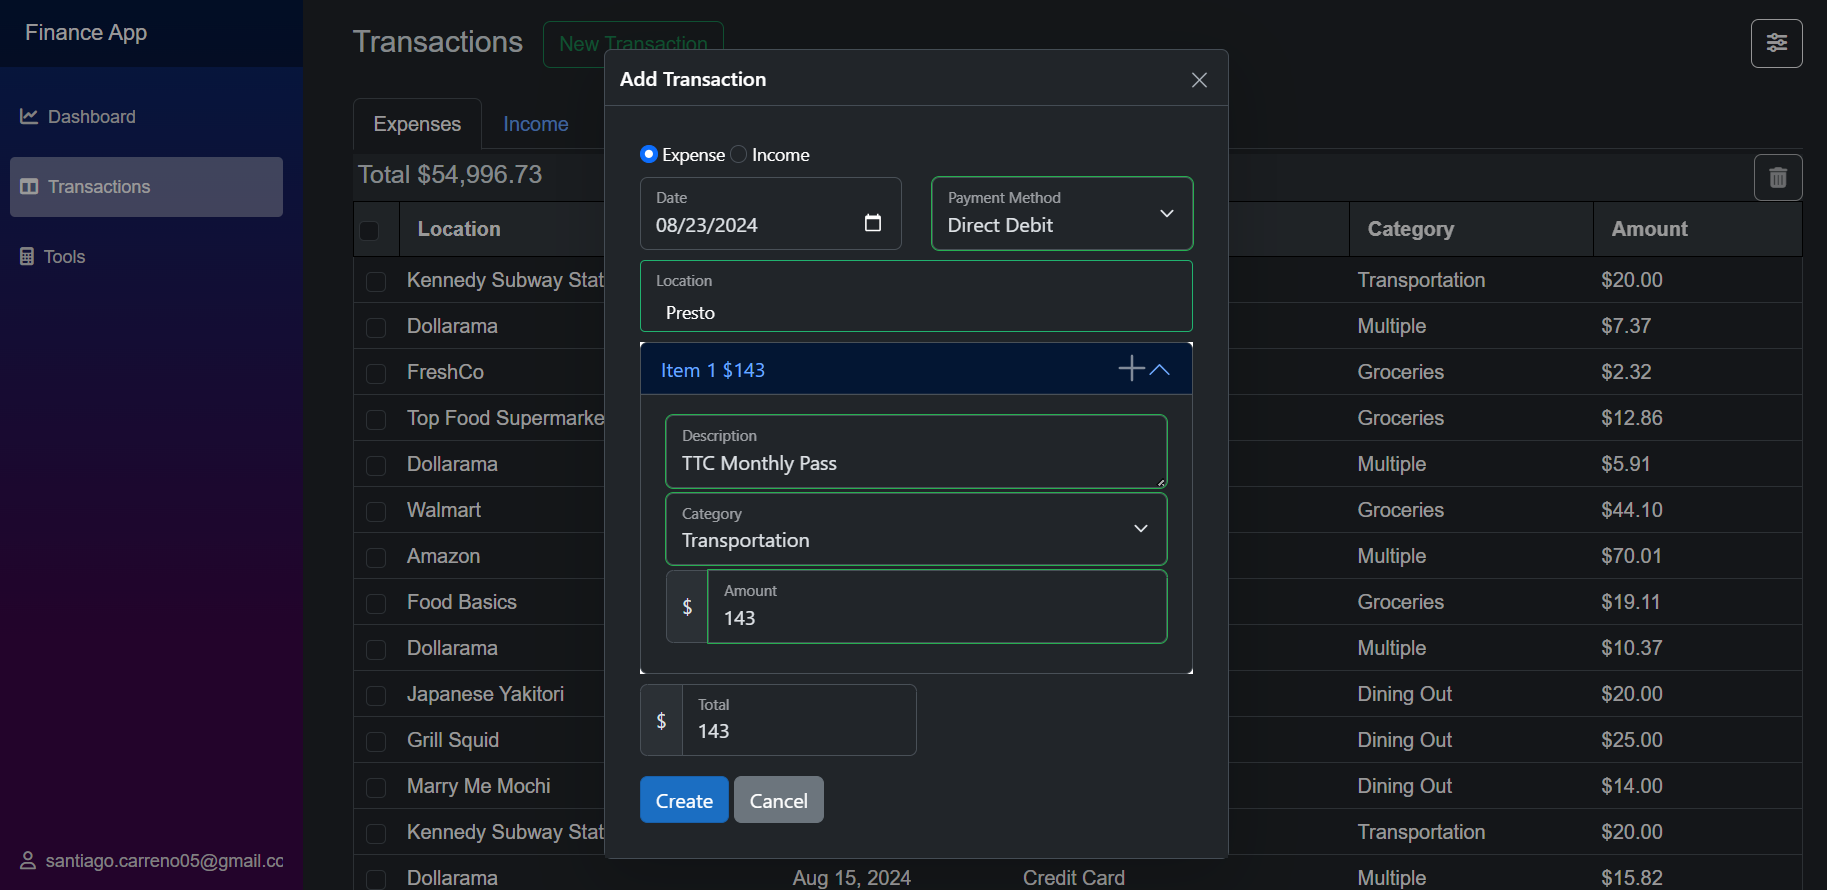 Finance App
Dashboard
Transactions
Tools
santiago.carreno05@gmail.cc
Transactions
New Transaction
Expenses
Income
Total $54,996.73
Location
Category
Amount
Kennedy Subway Stat
Transportation
$20.00
Dollarama
Multiple
$7.37
FreshCo
Groceries
$2.32
Top Food Supermarke
Groceries
$12.86
Dollarama
Multiple
$5.91
Walmart
Groceries
$44.10
Amazon
Multiple
$70.01
Food Basics
Groceries
$19.11
Dollarama
Multiple
$10.37
Japanese Yakitori
Dining Out
$20.00
Grill Squid
Dining Out
$25.00
Marry Me Mochi
Dining Out
$14.00
Kennedy Subway Stat
Transportation
$20.00
Dollarama
Aug 15, 2024
Credit Card
Multiple
$15.82
Add Transaction
Expense
Income
Date
08/23/2024
Payment Method
Direct Debit
Location
Presto
Item 1 $143
Description
TTC Monthly Pass
Category
Transportation
$
Amount
143
$
Total
143
Create
Cancel